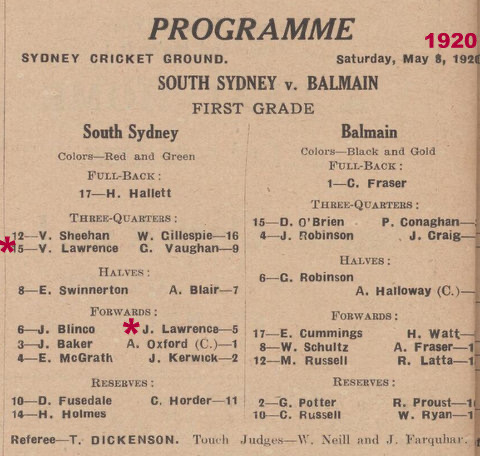 PROGRAMME
1920
SYDNEY CRICKET GROUND. Saturday, May 8, 1920
SOUTH SYDNEY v. BALMAIN
FIRST GRADE
South Sydney
Colors—Red and Green
FULL-BACK:
17—H. Hallett
THREE-QUARTERS:
12—V. Sheehan W. Gillespie—16
*15—V. Lawrence G. Vaughan—9
HALVES:
8—E. Swinnerton A. Blair—7
FORWARDS:
6—J. Blinco *J. Lawrence—5
3—J. Baker A. Oxford (C.)—1
4—E. McGrath J. Kerwick—2
RESERVES:
10—D. Fusedale C. Horder—11
14—H. Holmes
Balmain
Colors—Black and Gold
FULL-BACK:
1—C. Fraser
THREE-QUARTERS:
15—D. O'Brien P. Conaghan—
4—J. Robinson J. Craig—
HALVES:
6—G. Robinson
A. Halloway (C.)—
FORWARDS:
17—E. Cummings H. Watt—
8—W. Schultz A. Fraser—1
12—M. Russell R. Latta—1
RESERVES:
2—G. Potter R. Proust—1
10—C. Russell W. Ryan—1
Referee—T. DICKENSON. Touch Judges—W. Neill and J. Farquhar.